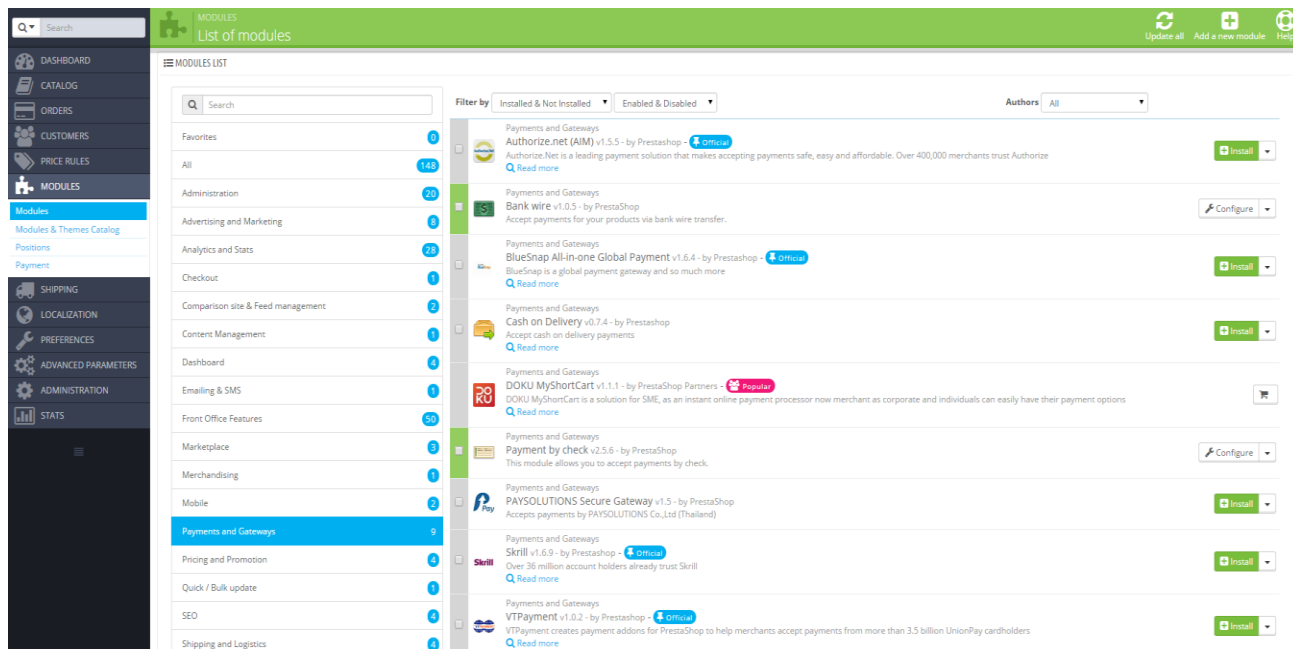 Search
MODULES
List of modules
Update all
Add a new module
Help
DASHBOARD
CATALOG
ORDERS
CUSTOMERS
PRICE RULES
MODULES
Modules
Modules & Themes Catalog
Positions
Payment
SHIPPING
LOCALIZATION
PREFERENCES
ADVANCED PARAMETERS
ADMINISTRATION
STATS
MODULES LIST
Search
Favorites 0
All 148
Administration 20
Advertising and Marketing 8
Analytics and Stats 28
Checkout 1
Comparison site & Feed management 2
Content Management 1
Dashboard 4
Emailing & SMS 1
Front Office Features 50
Marketplace 3
Merchandising 1
Mobile 2
Payments and Gateways 9
Pricing and Promotion 4
Quick / Bulk update 1
SEO 4
Shipping and Logistics 4
Filter by Installed & Not Installed Enabled & Disabled Authors All
Payments and Gateways
Authorize.net (AIM) v1.5.5 - by Prestashop - Official
Authorize.Net is a leading payment solution that makes accepting payments safe, easy and affordable. Over 400,000 merchants trust Authorize
Read more
Install
Payments and Gateways
Bank wire v1.0.5 - by PrestaShop
Accept payments for your products via bank wire transfer.
Configure
Payments and Gateways
BlueSnap All-in-one Global Payment v1.6.4 - by Prestashop - Official
BlueSnap is a global payment gateway and so much more
Read more
Install
Payments and Gateways
Cash on Delivery v0.7.4 - by Prestashop
Accept cash on delivery payments
Read more
Install
DOKU
Payments and Gateways
DOKU MyShortCart v1.1.1 - by PrestaShop Partners - Popular
DOKU MyShortCart is a solution for SME, as an instant online payment processor now merchant as corporate and individuals can easily have their payment options
Read more
Payments and Gateways
Payment by check v2.5.6 - by PrestaShop
This module allows you to accept payments by check.
Configure
Pay
Payments and Gateways
PAYSOLUTIONS Secure Gateway v1.5 - by PrestaShop
Accepts payments by PAYSOLUTIONS Co.,Ltd (Thailand)
Install
Skrill
Payments and Gateways
Skrill v1.6.9 - by Prestashop - Official
Over 36 million account holders already trust Skrill
Read more
Install
Payments and Gateways
VTPayment v1.0.2 - by Prestashop - Official
VTPayment creates payment addons for PrestaShop to help merchants accept payments from more than 3.5 billion UnionPay cardholders
Read more
Install